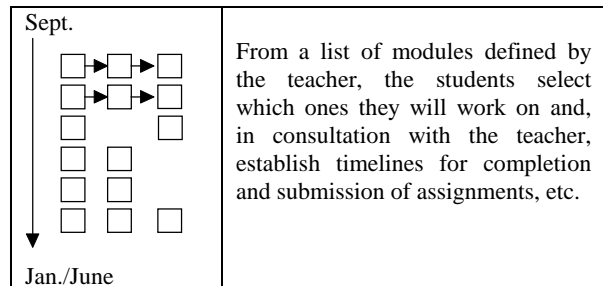 Sept.
Jan./June
From a list of modules defined by
the teacher, the students select
which ones they will work on and,
in consultation with the teacher,
establish timelines for completion
and submission of assignments, etc.